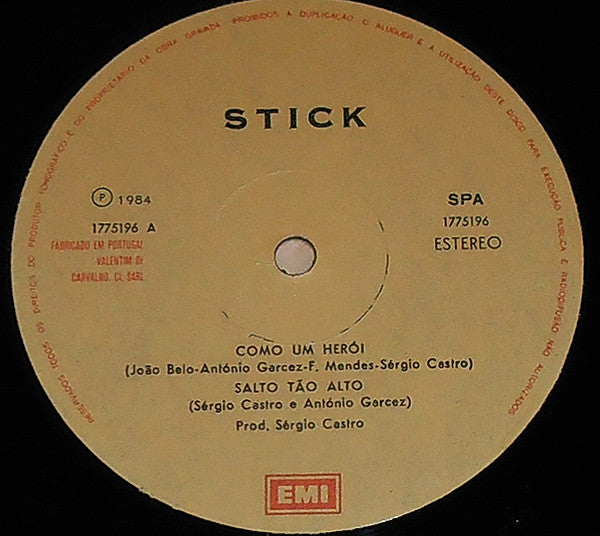 RESERVADOS TODOS OS DIREITOS DO PRODUTOR FONOGRÁFICO E DO PROPRIETÁRIO DA OBRA GRAVADA PROIBIDOS A DUPLICAÇÃO O ALUGUER E A UTILIZAÇÃO DESTE DISCO PARA EXECUÇÃO PÚBLICA E RADIODIFUSÃO NÃO AUTORIZADOS
STICK
Ⓟ 1984
1775196 A
FABRICADO EM PORTUGAL
VALENTIM DE
CARVALHO, CI, SARL
SPA
1775196
ESTEREO
COMO UM HERÓI
(João Belo-António Garcez-F. Mendes-Sérgio Castro)
SALTO TÃO ALTO
(Sérgio Castro e António Garcez)
Prod. Sérgio Castro
EMI